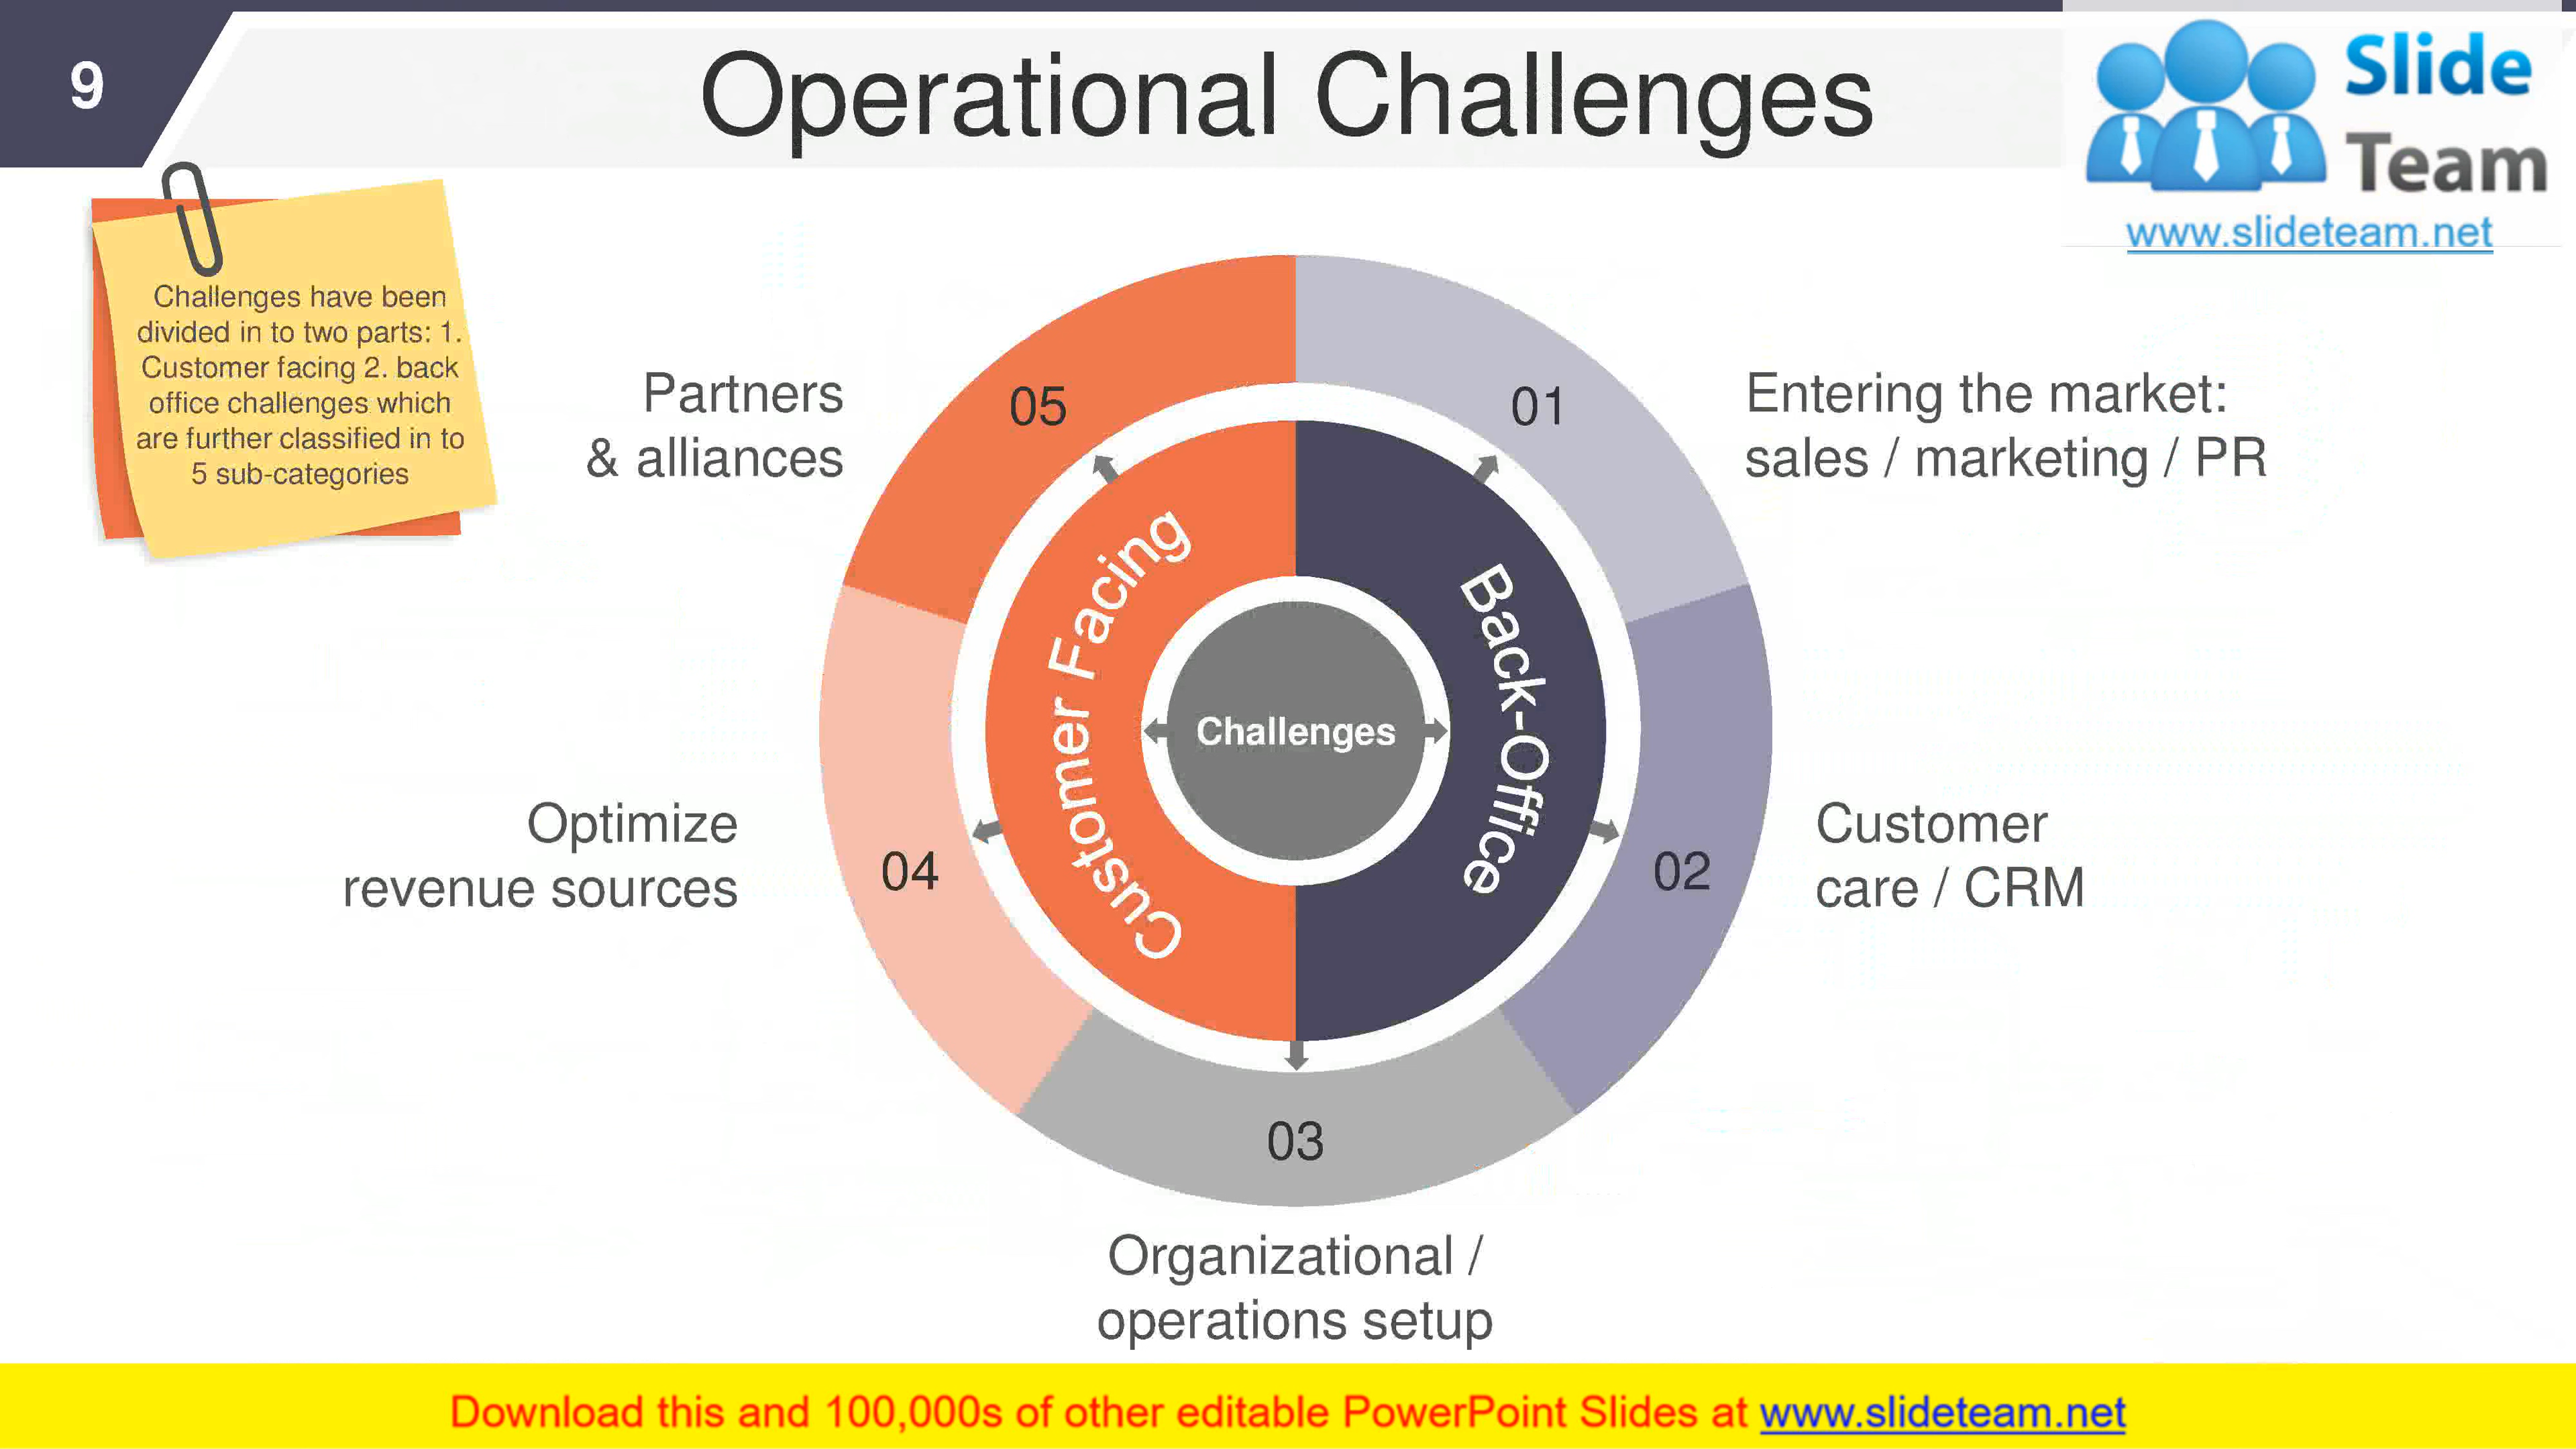 9
Operational Challenges
Slide
Team
www.slideteam.net
Challenges have been
divided in to two parts: 1.
Customer facing 2. back
office challenges which
are further classified in to
5 sub-categories
Partners
& alliances
05
01
Entering the market:
sales / marketing / PR
Customer Facing
Challenges
Back-Office
Optimize
revenue sources
04
02
Customer
care / CRM
03
Organizational /
operations setup
Download this and 100,000s of other editable PowerPoint Slides at www.slideteam.net